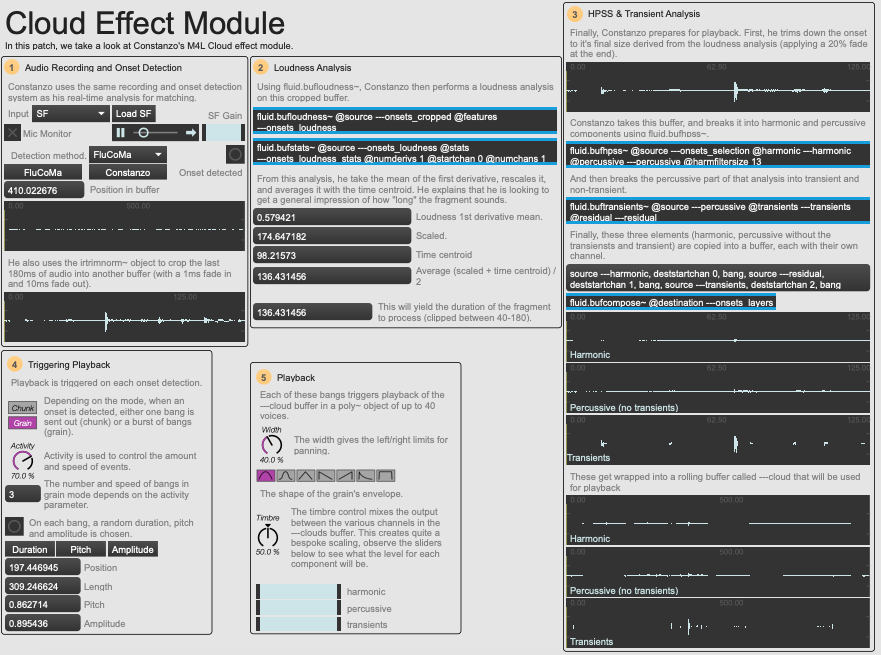 Cloud Effect Module
In this patch, we take a look at Constanzo's M4L Cloud effect module.
1 Audio Recording and Onset Detection
Constanzo uses the same recording and onset detection
system as his real-time analysis for matching.
Input SF Load SF SF Gain
Mic Monitor
Detection method. FluCoMa
FluCoMa Constanzo Onset detected
410.022676 Position in buffer
0.00 500.00
He also uses the irtrimnorm~ object to crop the last
180ms of audio into another buffer (with a 1ms fade in
and 10ms fade out).
0.00 125.00
2 Loudness Analysis
Using fluid.bufloudness~, Constanzo then performs a loudness analysis
on this cropped buffer.
fluid.bufloudness~ @source ---onsets_cropped @features
---onsets_loudness
fluid.bufstats~ @source ---onsets_loudness @stats
---onsets_loudness_stats @numderivs 1 @startchan 0 @numchans 1
From this analysis, he take the mean of the first derivative, rescales it,
and averages it with the time centroid. He explains that he is looking to
get a general impression of how "long" the fragment sounds.
0.579421 Loudness 1st derivative mean.
174.647182 Scaled.
98.21573 Time centroid
136.431456 Average (scaled + time centroid) /
2
136.431456 This will yield the duration of the fragment
to process (clipped between 40-180).
3 HPSS & Transient Analysis
Finally, Constanzo prepares for playback. First, he trims down the onset
to it's final size derived from the loudness analysis (applying a 20% fade
at the end).
0.00 62.50 125.00
Constanzo takes this buffer, and breaks it into harmonic and percussive
components using fluid.bufhpss~.
fluid.bufhpss~ @source ---onsets_selection @harmonic ---harmonic
@percussive ---percussive @harmfiltersize 13
And then breaks the percussive part of that analysis into transient and
non-transient.
fluid.buftransients~ @source ---percussive @transients ---transients
@residual ---residual
Finally, these three elements (harmonic, percussive without the
transiensts and transient) are copied into a buffer, each with their own
channel.
source ---harmonic, deststartchan 0, bang, source ---residual,
deststartchan 1, bang, source ---transients, deststartchan 2, bang
fluid.bufcompose~ @destination ---onsets_layers
0.00 62.50 125.00
Harmonic
0.00 62.50 125.00
Percussive (no transients)
0.00 62.50 125.00
Transients
These get wrapped into a rolling buffer called ---cloud that will be used
for playback
0.00 500.00
Harmonic
0.00 500.00
Percussive (no transients)
0.00 500.00
Transients
4 Triggering Playback
Playback is triggered on each onset detection.
Chunk
Grain
Depending on the mode, when an
onset is detected, either one bang is
sent out (chunk) or a burst of bangs
(grain).
Activity
70.0 %
Activity is used to control the amount
and speed of events.
3
The number and speed of bangs in
grain mode depends on the activity
parameter.
On each bang, a random duration, pitch
and amplitude is chosen.
Duration Pitch Amplitude
197.446945 Position
309.246624 Length
0.862714 Pitch
0.895436 Amplitude
5 Playback
Each of these bangs triggers playback of the
---cloud buffer in a poly~ object of up to 40
voices.
Width
40.0 %
The width gives the left/right limits for
panning.
The shape of the grain's envelope.
Timbre
50.0 %
The timbre control mixes the output
between the various channels in the
---clouds buffer. This creates quite a
bespoke scaling, observe the sliders
below to see what the level for each
component will be.
harmonic
percussive
transients